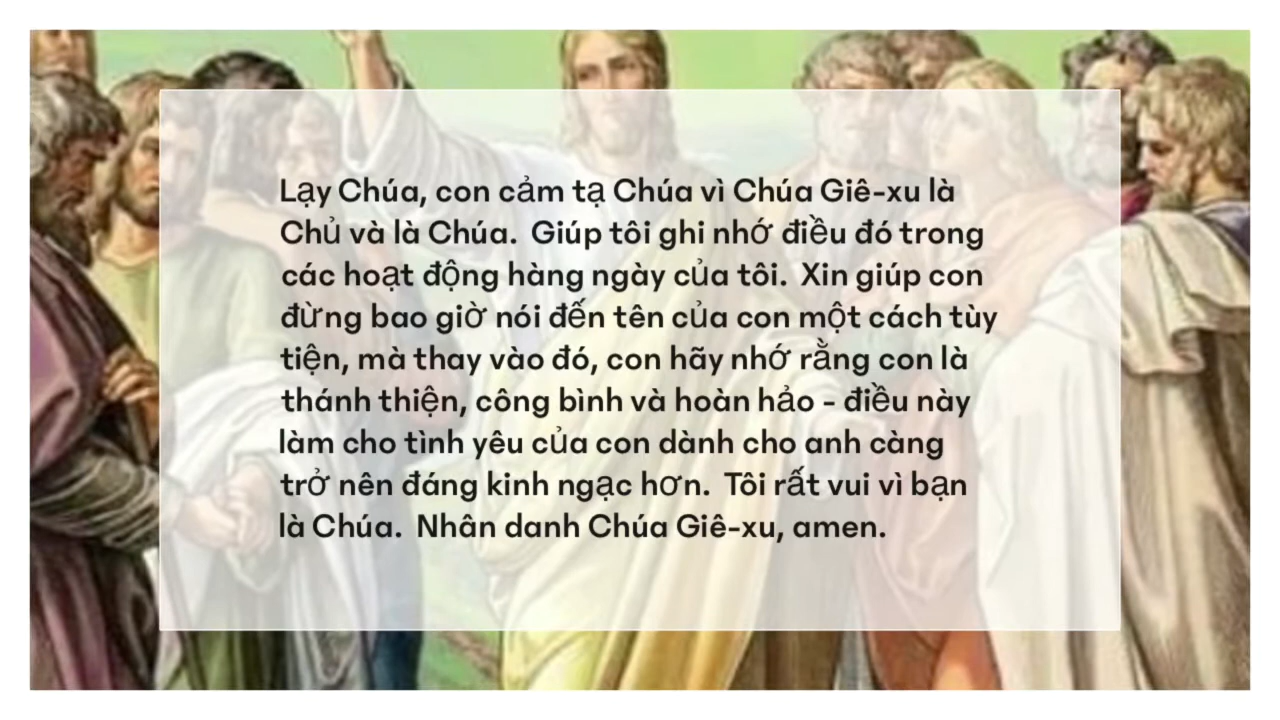 Lạy Chúa, con cảm tạ Chúa vì Chúa Giê-xu là
Chủ và là Chúa. Giúp tôi ghi nhớ điều đó trong
các hoạt động hàng ngày của tôi. Xin giúp con
đừng bao giờ nói đến tên của con một cách tùy
tiện, mà thay vào đó, con hãy nhớ rằng con là
thánh thiện, công bình và hoàn hảo - điều này
làm cho tình yêu của con dành cho anh càng
trở nên đáng kinh ngạc hơn. Tôi rất vui vì bạn
là Chúa. Nhân danh Chúa Giê-xu, amen.